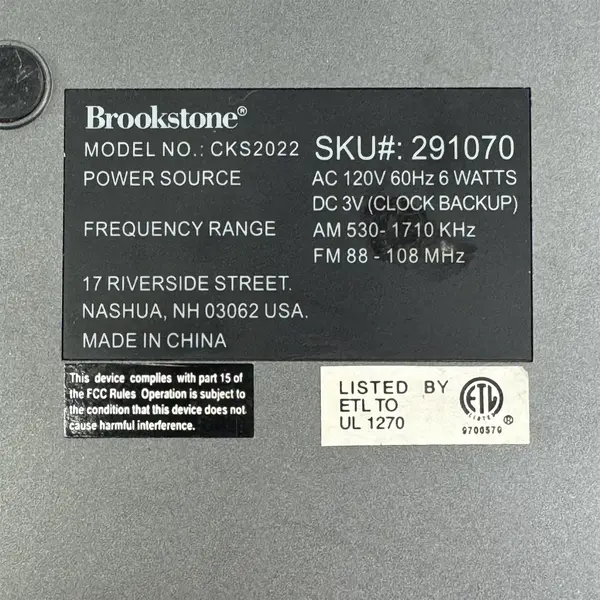 Brookstone®
MODEL NO.: CKS2022 SKU#: 291070
POWER SOURCE AC 120V 60Hz 6 WATTS
DC 3V (CLOCK BACKUP)
FREQUENCY RANGE AM 530- 1710 KHz
FM 88 - 108 MHz
17 RIVERSIDE STREET.
NASHUA, NH 03062 USA.
MADE IN CHINA
This device complies with part 15 of
the FCC Rules Operation is subject to
the condition that this device does not
cause harmful interference.
LISTED BY
ETL TO
UL 1270
ETL
LISTED
®
9700570